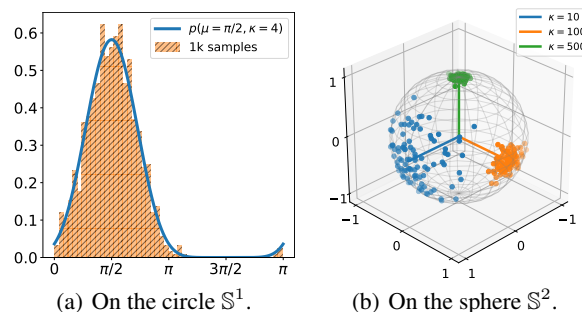 p(μ = π/2, κ = 4)
1k samples
0.6
0.5
0.4
0.3
0.2
0.1
0.0
0 π/2 π 3π/2 π
(a) On the circle 𝕊¹.
κ = 10
κ = 100
κ = 500
1
0
−1
−1 0 1
1 0 −1
(b) On the sphere 𝕊².